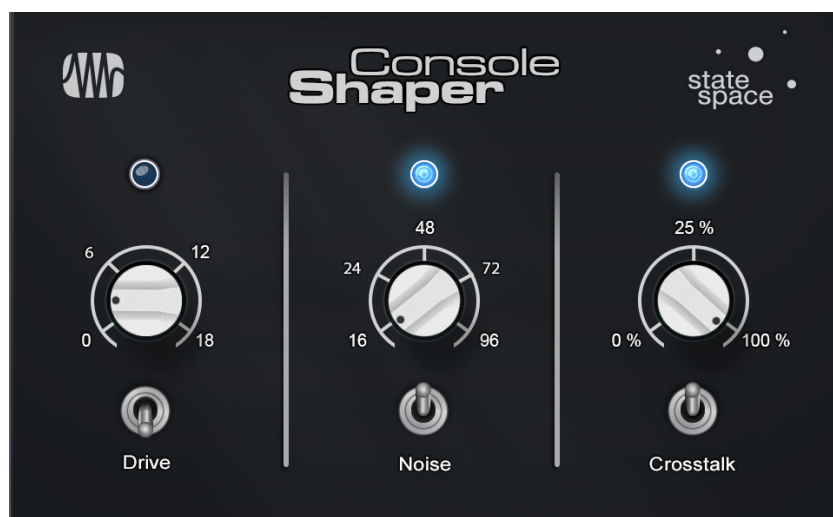 Console
Shaper
state
space
6 12
0 18
Drive
48
24 72
16 96
Noise
25 %
0 % 100 %
Crosstalk